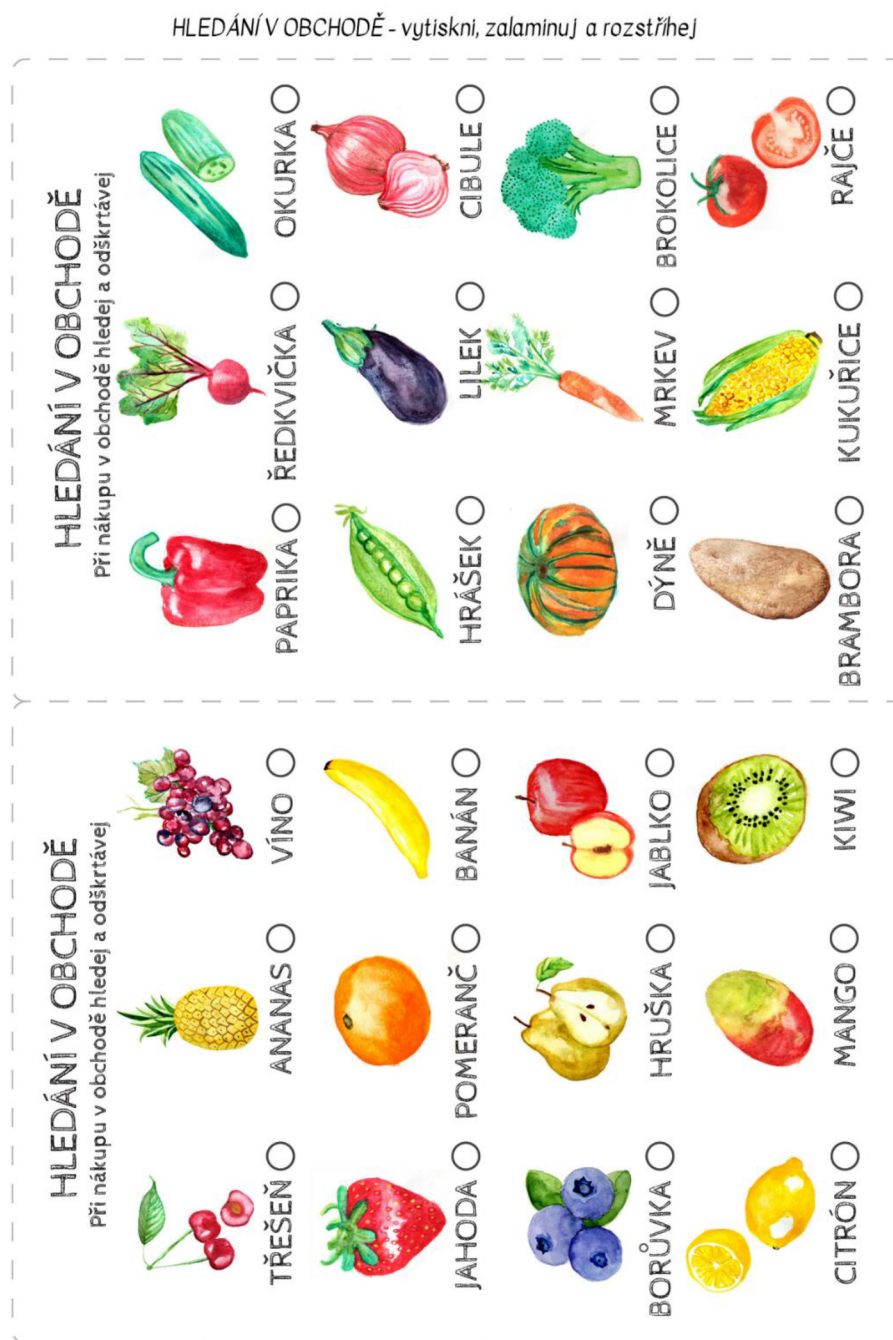 HLEDÁNÍ V OBCHODĚ - vytiskni, zalaminuj a rozstříhej
HLEDÁNÍ V OBCHODĚ
Při nákupu v obchodě hledej a odškrtávej
PAPRIKA
ŘEDKVIČKA
OKURKA
HRÁŠEK
LILEK
CIBULE
DÝNĚ
MRKEV
BROKOLICE
BRAMBORA
KUKUŘICE
RAJČE
HLEDÁNÍ V OBCHODĚ
Při nákupu v obchodě hledej a odškrtávej
TŘEŠEŇ
ANANAS
VÍNO
JAHODA
POMERANČ
BANÁN
BORŮVKA
HRUŠKA
JABLKO
CITRÓN
MANGO
KIWI